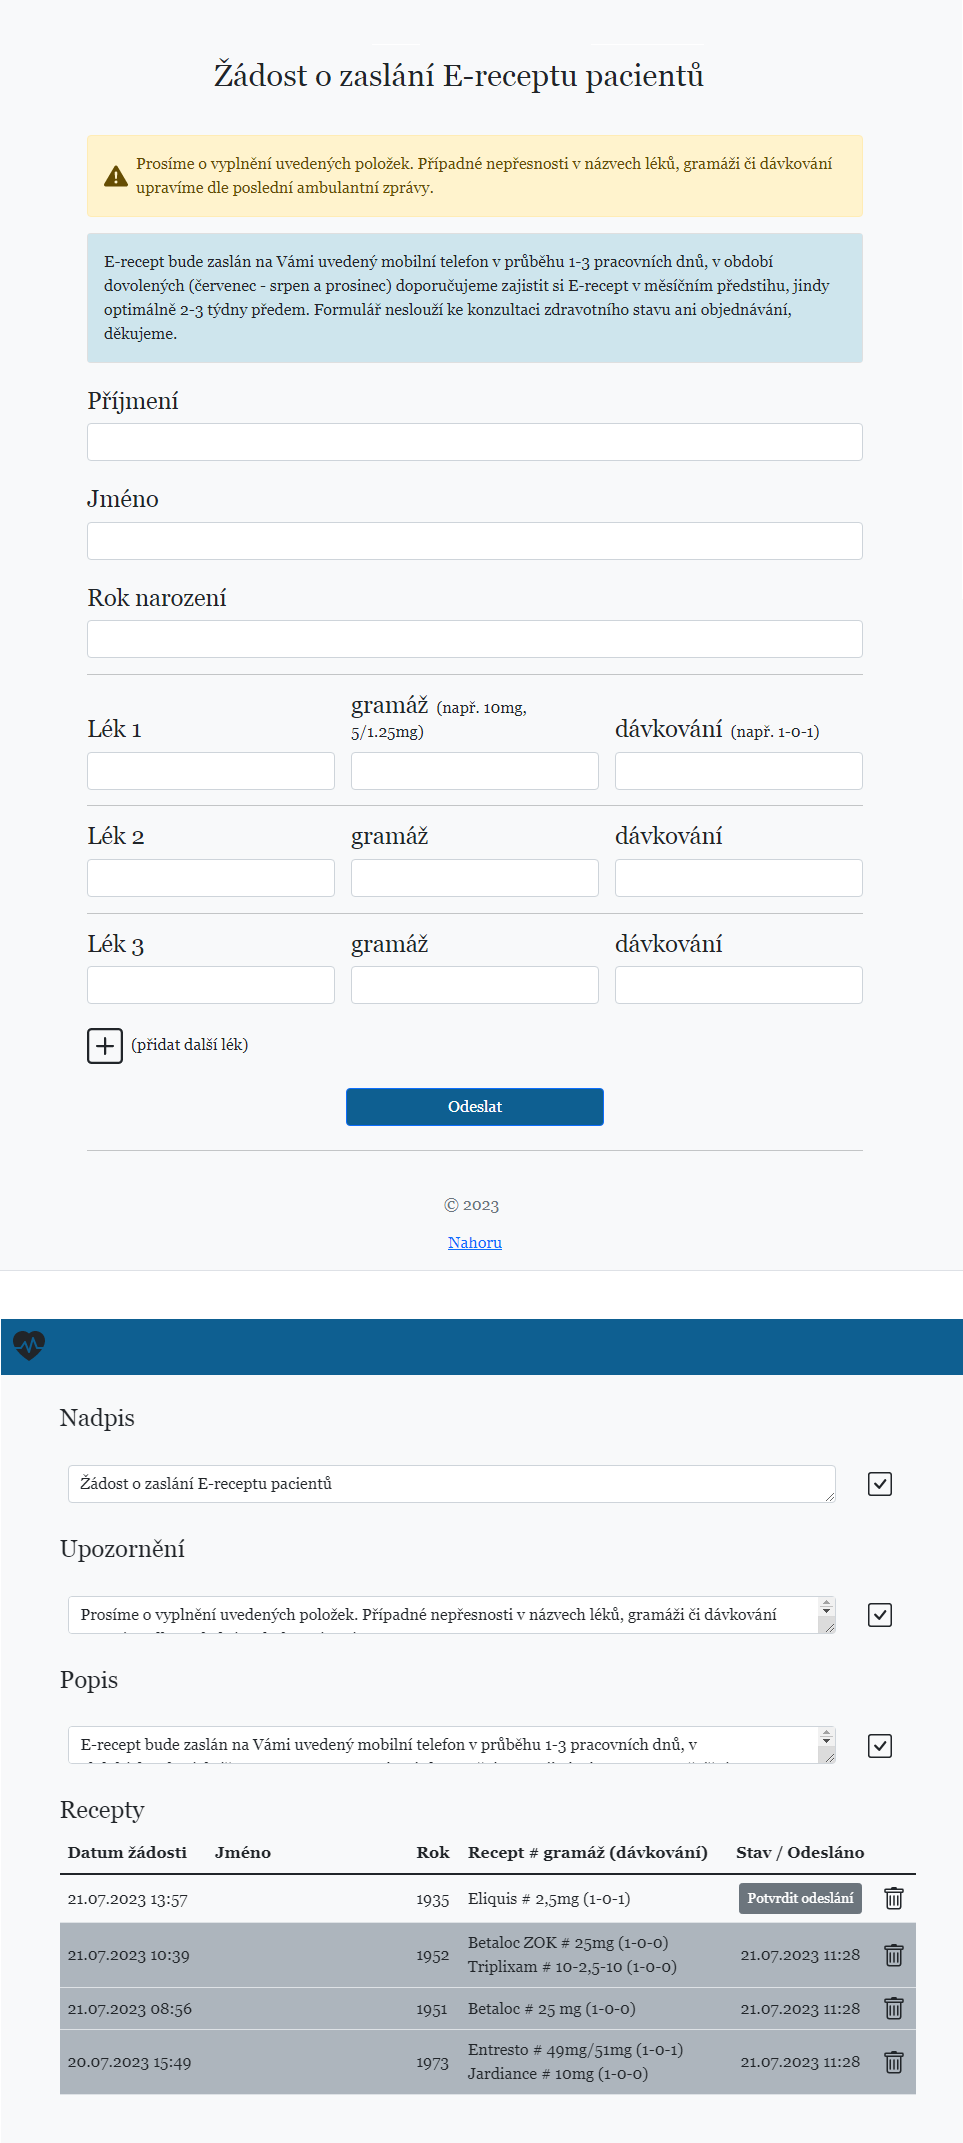 Žádost o zaslání E-receptu pacientů
Prosíme o vyplnění uvedených položek. Případné nepřesnosti v názvech léků, gramáži či dávkování
upravíme dle poslední ambulantní zprávy.
E-recept bude zaslán na Vámi uvedený mobilní telefon v průběhu 1-3 pracovních dnů, v období
dovolených (červenec - srpen a prosinec) doporučujeme zajistit si E-recept v měsíčním předstihu, jindy
optimálně 2-3 týdny předem. Formulář neslouží ke konzultaci zdravotního stavu ani objednávání,
děkujeme.
Příjmení
Jméno
Rok narození
Lék 1 gramáž (např. 10mg, 5/1.25mg) dávkování (např. 1-0-1)
Lék 2 gramáž dávkování
Lék 3 gramáž dávkování
(přidat další lék)
Odeslat
© 2023
Nahoru
Nadpis
Žádost o zaslání E-receptu pacientů
Upozornění
Prosíme o vyplnění uvedených položek. Případné nepřesnosti v názvech léků, gramáži či dávkování
Popis
E-recept bude zaslán na Vámi uvedený mobilní telefon v průběhu 1-3 pracovních dnů, v
Recepty
Datum žádosti Jméno Rok Recept # gramáž (dávkování) Stav / Odesláno
21.07.2023 13:57 1935 Eliquis # 2,5mg (1-0-1) Potvrdit odeslání
21.07.2023 10:39 1952 Betaloc ZOK # 25mg (1-0-0) 21.07.2023 11:28
Triplixam # 10-2,5-10 (1-0-0)
21.07.2023 08:56 1951 Betaloc # 25 mg (1-0-0) 21.07.2023 11:28
20.07.2023 15:49 1973 Entresto # 49mg/51mg (1-0-1) 21.07.2023 11:28
Jardiance # 10mg (1-0-0)